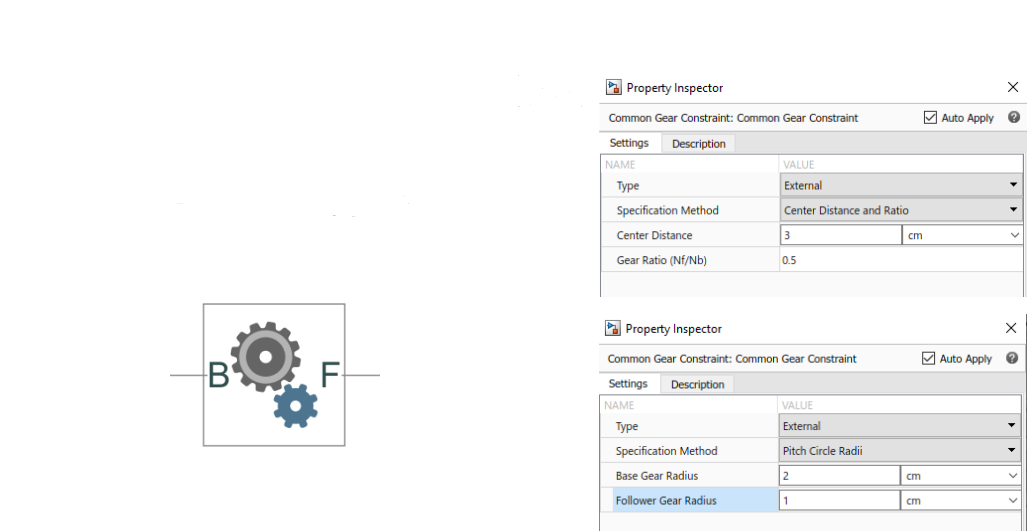 Property Inspector
Common Gear Constraint: Common Gear Constraint Auto Apply
Settings Description
NAME VALUE
Type External
Specification Method Center Distance and Ratio
Center Distance 3 cm
Gear Ratio (Nf/Nb) 0.5
B F
Property Inspector
Common Gear Constraint: Common Gear Constraint Auto Apply
Settings Description
NAME VALUE
Type External
Specification Method Pitch Circle Radii
Base Gear Radius 2 cm
Follower Gear Radius 1 cm